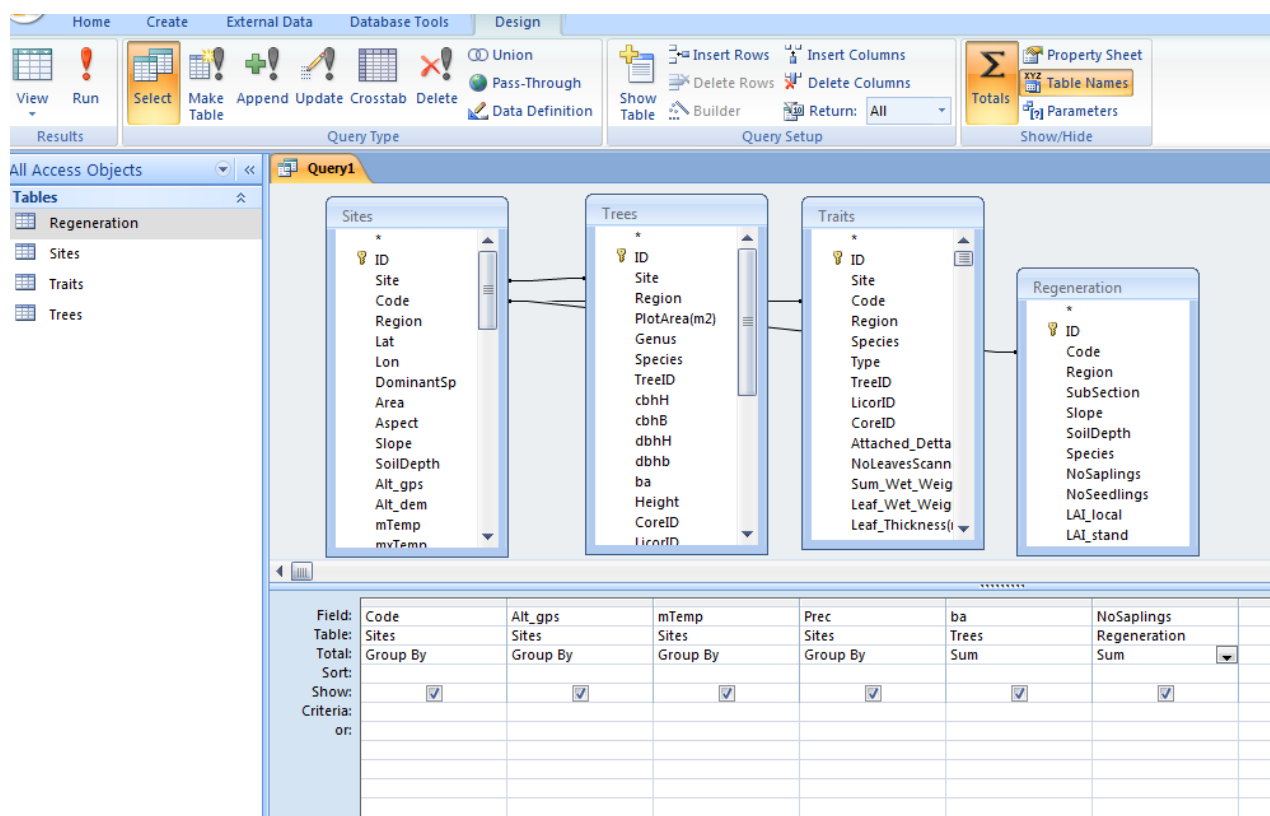 Home Create External Data Database Tools Design
View Run Select Make Table Append Update Crosstab Delete Union Pass-Through Data Definition Show Table Insert Rows Delete Rows Builder Insert Columns Delete Columns Return: All Totals Property Sheet Table Names Parameters
Results Query Type Query Setup Show/Hide
All Access Objects
Tables
Regeneration
Sites
Traits
Trees
Query1
Sites
*
ID
Site
Code
Region
Lat
Lon
DominantSp
Area
Aspect
Slope
SoilDepth
Alt_gps
Alt_dem
mTemp
mxTemp
Trees
*
ID
Site
Region
PlotArea(m2)
Genus
Species
TreeID
cbhH
cbhB
dbhH
dbhb
ba
Height
CoreID
LicorID
Traits
*
ID
Site
Code
Region
Species
Type
TreeID
LicorID
CoreID
Attached_Detta
NoLeavesScann
Sum_Wet_Weig
Leaf_Wet_Weig
Leaf_Thickness(
Regeneration
*
ID
Code
Region
SubSection
Slope
SoilDepth
Species
NoSaplings
NoSeedlings
LAI_local
LAI_stand
Field: Code Alt_gps mTemp Prec ba NoSaplings
Table: Sites Sites Sites Sites Trees Regeneration
Total: Group By Group By Group By Group By Sum Sum
Sort:
Show:
Criteria:
or: